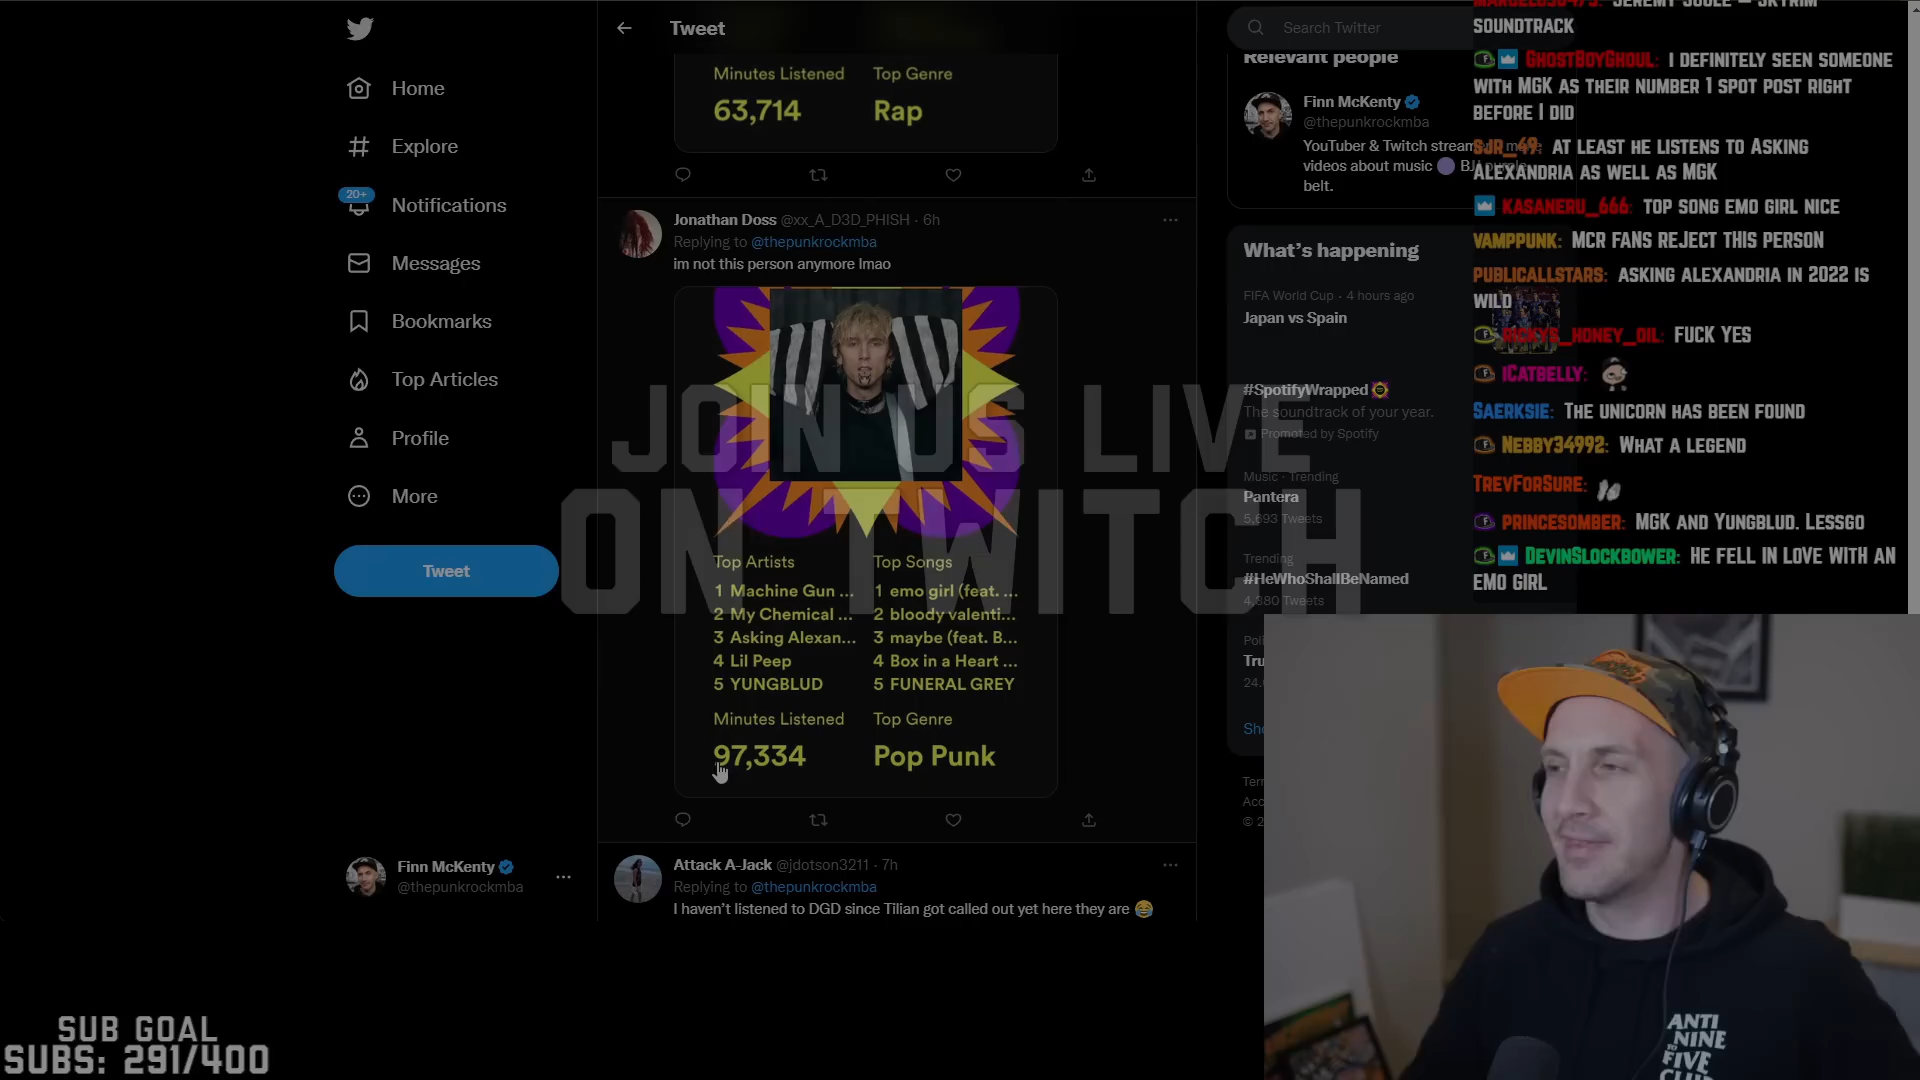 Home
Explore
20+
Notifications
Messages
Bookmarks
Top Articles
Profile
More
Tweet
Finn McKenty
@thepunkrockmba
SUB GOAL
SUBS: 291/400
Tweet
Minutes Listened
Top Genre
63,714
Rap
Jonathan Doss @xx_A_D3D_PHISH · 6h
Replying to @thepunkrockmba
im not this person anymore lmao
JOIN US LIVE
ON TWITCH
Top Artists
Top Songs
1 Machine Gun ...
1 emo girl (feat. ...
2 My Chemical ...
2 bloody valenti...
3 Asking Alexan...
3 maybe (feat. B...
4 Lil Peep
4 Box in a Heart ...
5 YUNGBLUD
5 FUNERAL GREY
Minutes Listened
Top Genre
97,334
Pop Punk
Attack A-Jack @jdotson3211 · 7h
Replying to @thepunkrockmba
I haven't listened to DGD since Tilian got called out yet here they are 😂
Search Twitter
Relevant people
Finn McKenty
@thepunkrockmba
YouTuber & Twitch
videos about music 🟣 BJJ
belt.
What's happening
FIFA World Cup · 4 hours ago
Japan vs Spain
#SpotifyWrapped
The soundtrack of your year.
Promoted by Spotify
Music · Trending
Pantera
5,693 Tweets
Trending
#HeWhoShallBeNamed
4,380 Tweets
SOUNDTRACK
GHOSTBOYGHOUL: I DEFINITELY SEEN SOMEONE
WITH MGK AS THEIR NUMBER 1 SPOT POST RIGHT
BEFORE I DID
SJR_49: AT LEAST HE LISTENS TO ASKING
ALEXANDRIA AS WELL AS MGK
KASANERU_666: TOP SONG EMO GIRL NICE
VAMPPUNK: MCR FANS REJECT THIS PERSON
PUBLICALLSTARS: ASKING ALEXANDRIA IN 2022 IS
WILD
RICKYS_HONEY_OIL: FUCK YES
ICATBELLY:
SAERKSIE: THE UNICORN HAS BEEN FOUND
NEBBY34992: WHAT A LEGEND
TREVFORSURE:
PRINCESOMBER: MGK AND YUNGBLUD. LESSGO
DEVINSLOCKBOWER: HE FELL IN LOVE WITH AN
EMO GIRL
ANTI
NINE
TO
FIVE
CLUB